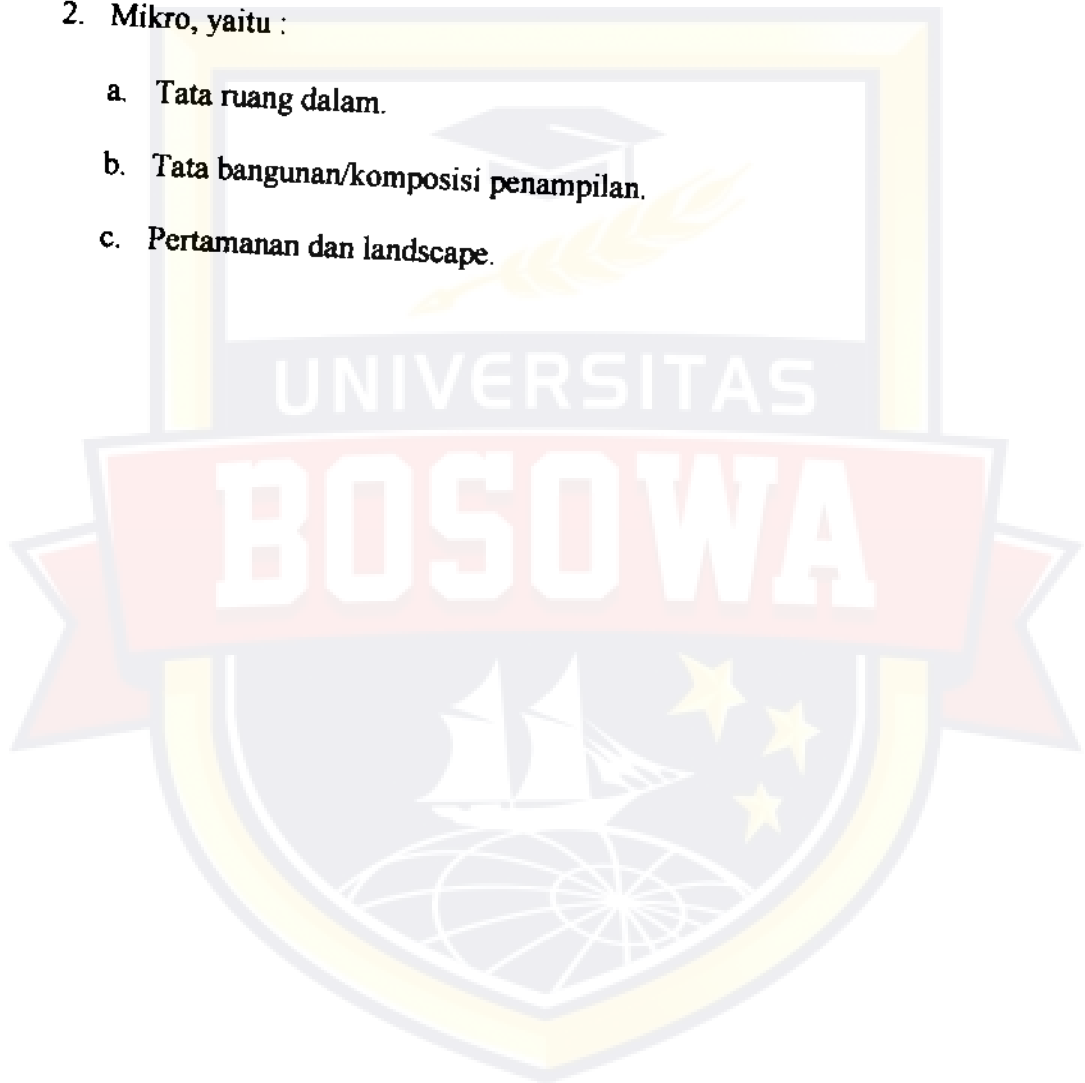 2. Mikro, yaitu :
a. Tata ruang dalam.
b. Tata bangunan/komposisi penampilan.
c. Pertamanan dan landscape.
UNIVERSITAS
BOSOWA